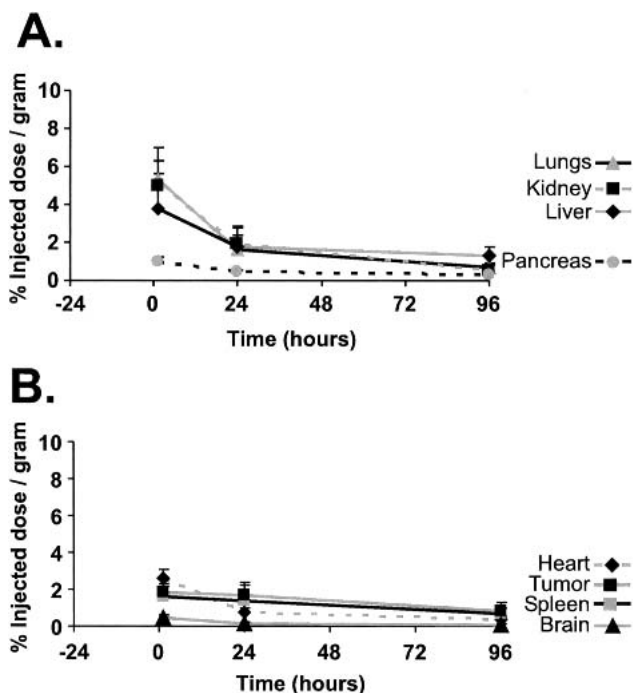 A.
% Injected dose / gram
10
8
6
4
2
0
-24 0 24 48 72 96
Time (hours)
Lungs
Kidney
Liver
Pancreas
B.
% Injected dose / gram
10
8
6
4
2
0
-24 0 24 48 72 96
Time (hours)
Heart
Tumor
Spleen
Brain